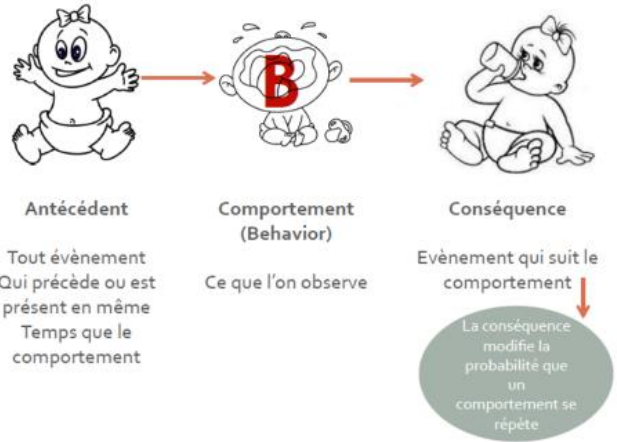 B
Antécédent
Tout évènement
Qui précède ou est
présent en même
Temps que le
comportement
Comportement
(Behavior)
Ce que l'on observe
Conséquence
Evènement qui suit le
comportement
La conséquence
modifie la
probabilité que
un
comportement se
répète